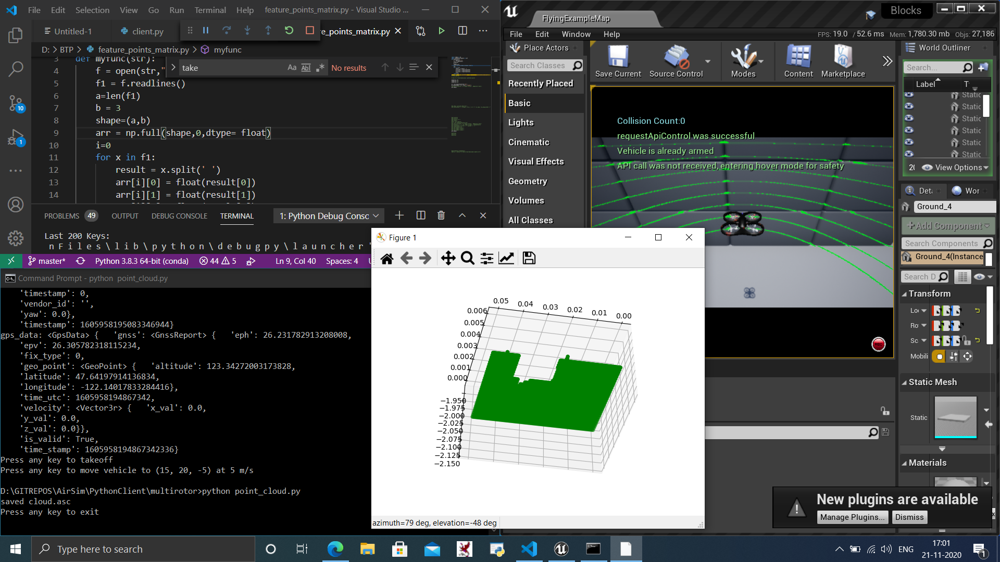 File Edit Selection View Go Run Terminal Help feature_points_matrix.py - Visual Studio ...
Untitled-1
client.py
re_points_matrix.py
D: > BTP > feature_points_matrix.py > myfunc
3 def myfunc(str):
4 f = open(str,"
5 f1 = f.readlines()
6 a=len(f1)
7 b = 3
8 shape=(a,b)
9 arr = np.full(shape,0,dtype= float)
10 i=0
11 for x in f1:
12 result = x.split(' ')
13 arr[i][0] = float(result[0])
14 arr[i][1] = float(result[1])
take
Aa Abl .*
No results
10
1
PROBLEMS 49 OUTPUT DEBUG CONSOLE TERMINAL
1: Python Debug Consc
Last 200 Keys:
n F i l e s \ l i b \ p y t h o n \ d e b u g p y \ l a u n c h e r '
master* Python 3.8.3 64-bit (conda) 44 5 Ln 9, Col 40 Spaces: 4
Command Prompt - python point_cloud.py
'timestamp': 0,
'vendor_id': '',
'yaw': 0.0},
'timestamp': 1605958195083346944}
gps_data: <GpsData> { 'gnss': <GnssReport> { 'eph': 26.231782913208008,
'epv': 26.305782318115234,
'fix_type': 0,
'geo_point': <GeoPoint> { 'altitude': 123.34272003173828,
'latitude': 47.64197914136834,
'longitude': -122.14017833284416},
'time_utc': 1605958194867342,
'velocity': <Vector3r> { 'x_val': 0.0,
'y_val': 0.0,
'z_val': 0.0}},
'is_valid': True,
'time_stamp': 1605958194867342336}
Press any key to takeoff
Press any key to move vehicle to (15, 20, -5) at 5 m/s
D:\GITREPOS\AirSim\PythonClient\multirotor>python point_cloud.py
saved cloud.asc
Press any key to exit
Figure 1
0.05 0.04 0.03 0.02 0.01 0.00
0.006
0.005
0.004
0.003
0.002
0.001
0.000
−1.950
−1.975
−2.000
−2.025
−2.050
−2.075
−2.100
−2.125
−2.150
azimuth=79 deg, elevation=-48 deg
FlyingExampleMap
Blocks
File Edit Window Help
FPS: 19.0 / 52.6 ms Mem: 1,780.30 mb Objs: 27,186
Place Actors
Search Classes
Recently Placed
Basic
Lights
Cinematic
Visual Effects
Geometry
Volumes
All Classes
Save Current
Source Control
Modes
Content
Marketplace
Collision Count:0
requestApiControl was successful
Vehicle is already armed
API call was not received, entering hover mode for safety
World Outliner
Search...
Label
Static
Static
Static
Static
Static
Static
View Options
Ground_4
+Add Component
Search Components
Ground_4(Instance
Search D
Transform
Lo
Ro
Sc
Mobili
Static Mesh
Static
Materials
New plugins are available
Manage Plugins... Dismiss
Type here to search
ENG
17:01
21-11-2020
1